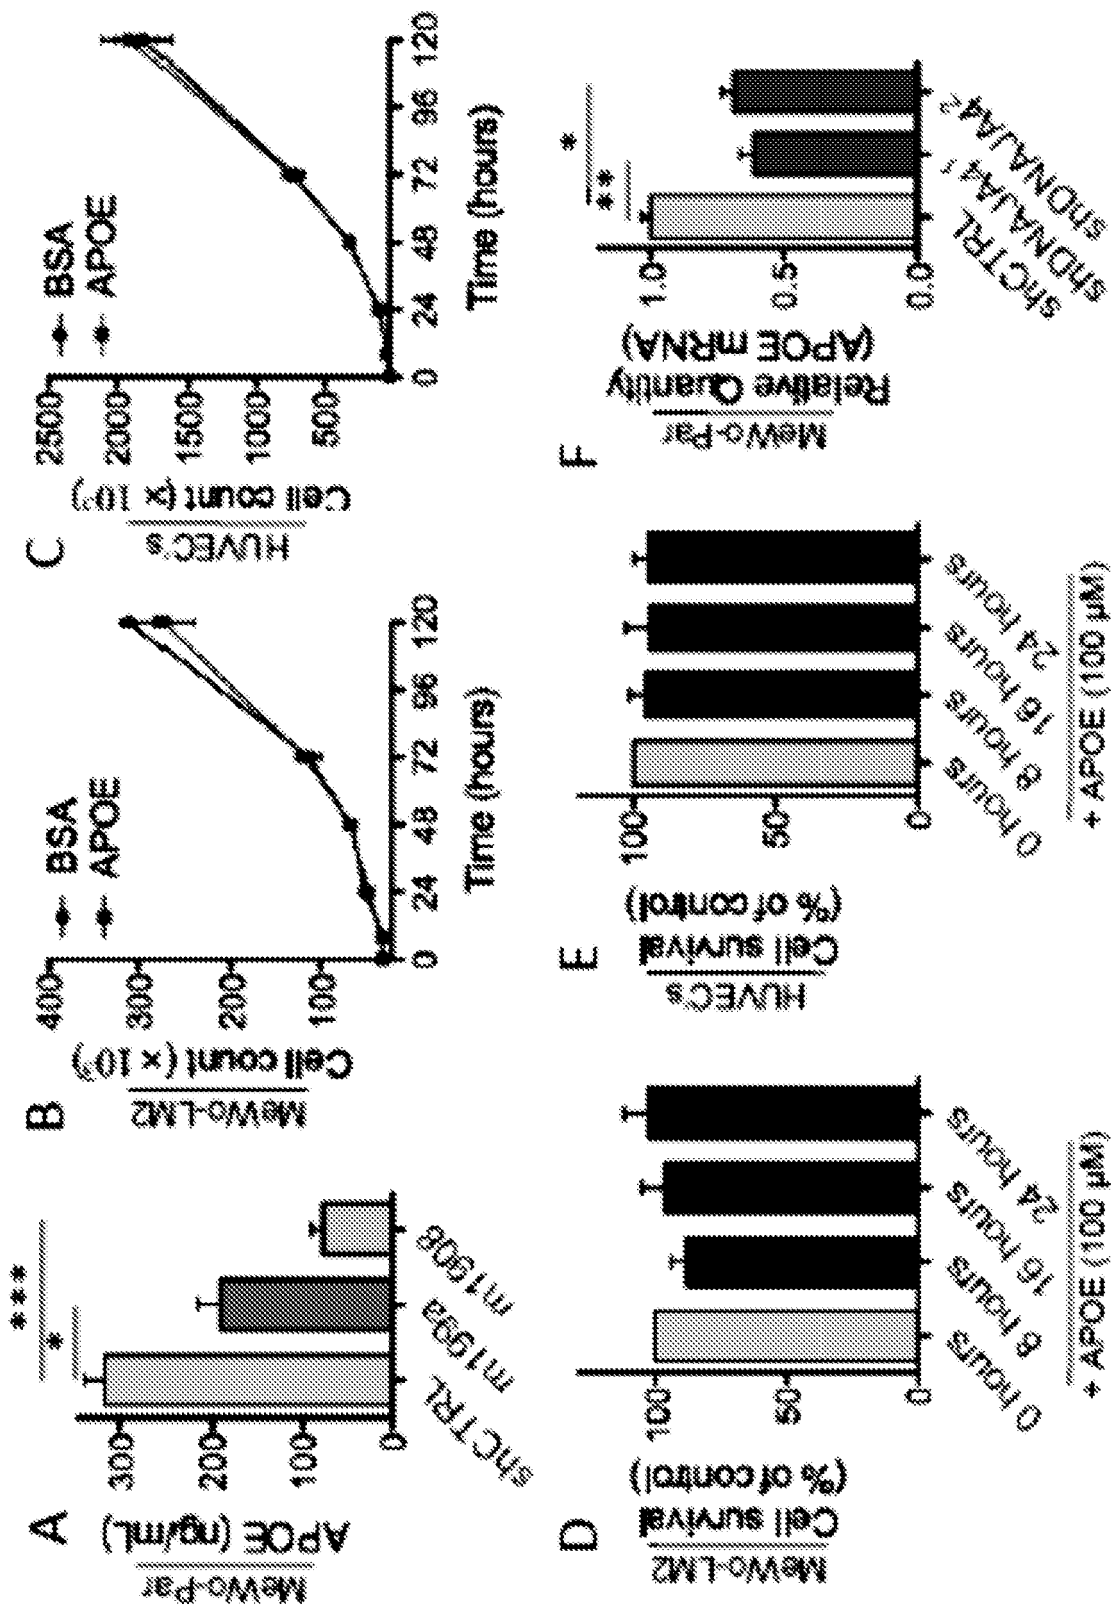 A
MeWo-Par
APOE (ng/mL)
300
200
100
0
***
*
shCTRL
m199a
m1908
B
MeWo-LM2
Cell count (× 10³)
400
300
200
100
0 24 48 72 96 120
Time (hours)
BSA
APOE
C
HUVEC's
Cell count (× 10³)
2500
2000
1500
1000
500
0 24 48 72 96 120
Time (hours)
BSA
APOE
D
MeWo-LM2
Cell survival
(% of control)
100
50
0
0 hours
8 hours
16 hours
24 hours
+ APOE (100 µM)
E
HUVEC's
Cell survival
(% of control)
100
50
0
0 hours
8 hours
16 hours
24 hours
+ APOE (100 µM)
F
MeWo-Par
Relative Quantity
(APOE mRNA)
1.0
0.5
0.0
*
**
shCTRL
shDNAJA4¹
shDNAJA4²